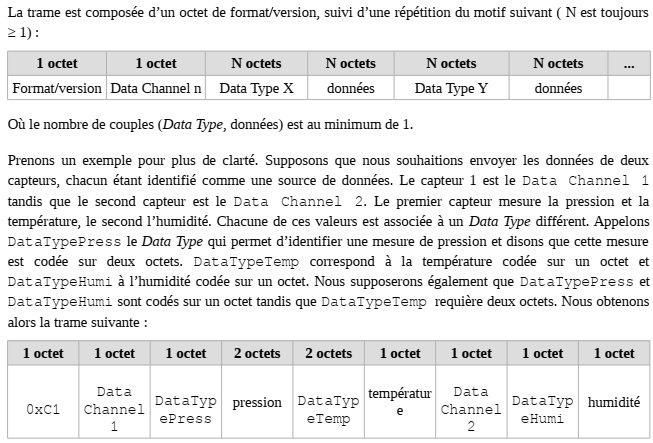 La trame est composée d’un octet de format/version, suivi d’une répétition du motif suivant ( N est toujours
≥ 1) :
1 octet 1 octet N octets N octets N octets N octets ...
Format/version Data Channel n Data Type X données Data Type Y données
Où le nombre de couples (Data Type, données) est au minimum de 1.
Prenons un exemple pour plus de clarté. Supposons que nous souhaitions envoyer les données de deux
capteurs, chacun étant identifié comme une source de données. Le capteur 1 est le Data Channel 1
tandis que le second capteur est le Data Channel 2. Le premier capteur mesure la pression et la
température, le second l’humidité. Chacune de ces valeurs est associée à un Data Type différent. Appelons
DataTypePress le Data Type qui permet d’identifier une mesure de pression et disons que cette mesure
est codée sur deux octets. DataTypeTemp correspond à la température codée sur un octet et
DataTypeHumi à l’humidité codée sur un octet. Nous supposerons également que DataTypePress et
DataTypeHumi sont codés sur un octet tandis que DataTypeTemp requière deux octets. Nous obtenons
alors la trame suivante :
1 octet 1 octet 1 octet 2 octets 2 octets 1 octet 1 octet 1 octet 1 octet
0xC1
Data
Channel
1
DataTyp
ePress
pression
DataTyp
eTemp
températur
e
Data
Channel
2
DataTyp
eHumi
humidité